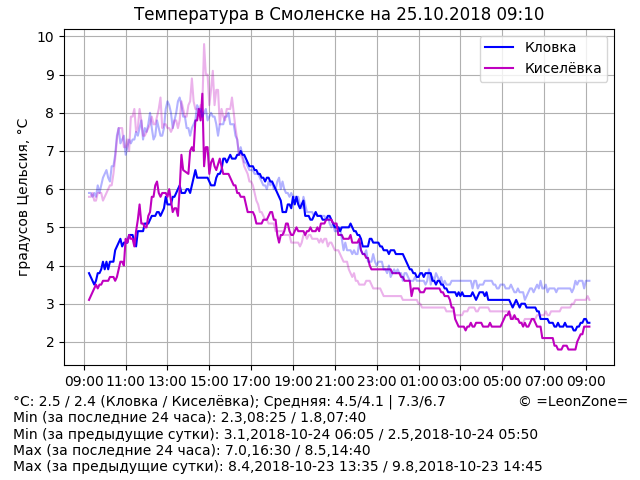 Температура в Смоленске на 25.10.2018 09:10
Кловка
Киселёвка
градусов Цельсия, °C
10
9
8
7
6
5
4
3
2
09:00 11:00 13:00 15:00 17:00 19:00 21:00 23:00 01:00 03:00 05:00 07:00 09:00
°C: 2.5 / 2.4 (Кловка / Киселёвка); Средняя: 4.5/4.1 | 7.3/6.7 © =LeonZone=
Min (за последние 24 часа): 2.3,08:25 / 1.8,07:40
Min (за предыдущие сутки): 3.1,2018-10-24 06:05 / 2.5,2018-10-24 05:50
Max (за последние 24 часа): 7.0,16:30 / 8.5,14:40
Max (за предыдущие сутки): 8.4,2018-10-23 13:35 / 9.8,2018-10-23 14:45